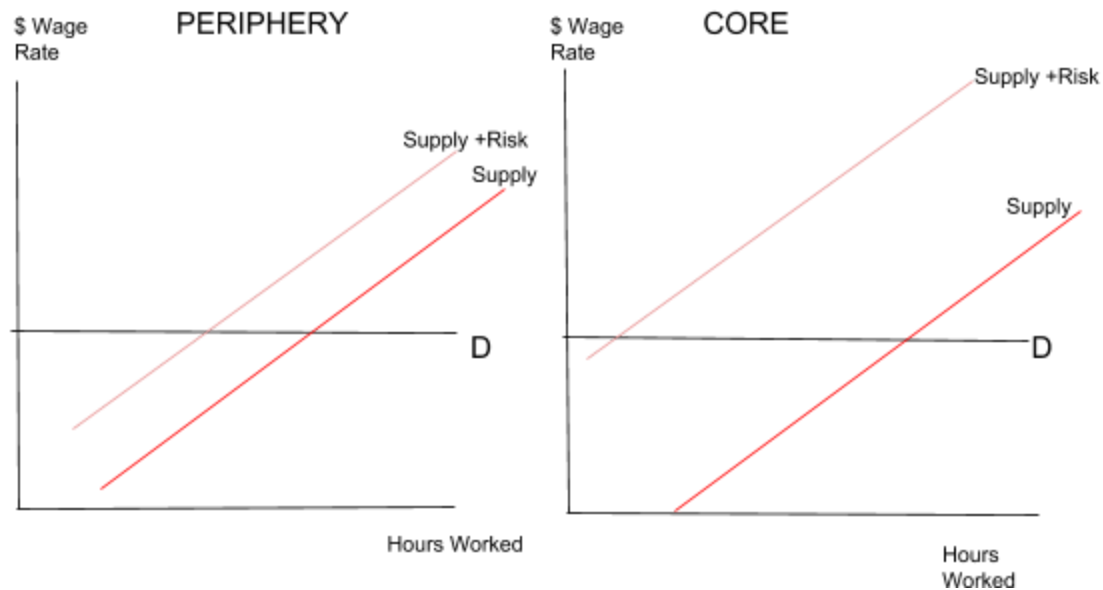 $ Wage
Rate
PERIPHERY
Supply +Risk
Supply
D
Hours Worked
$ Wage
Rate
CORE
Supply +Risk
Supply
D
Hours
Worked